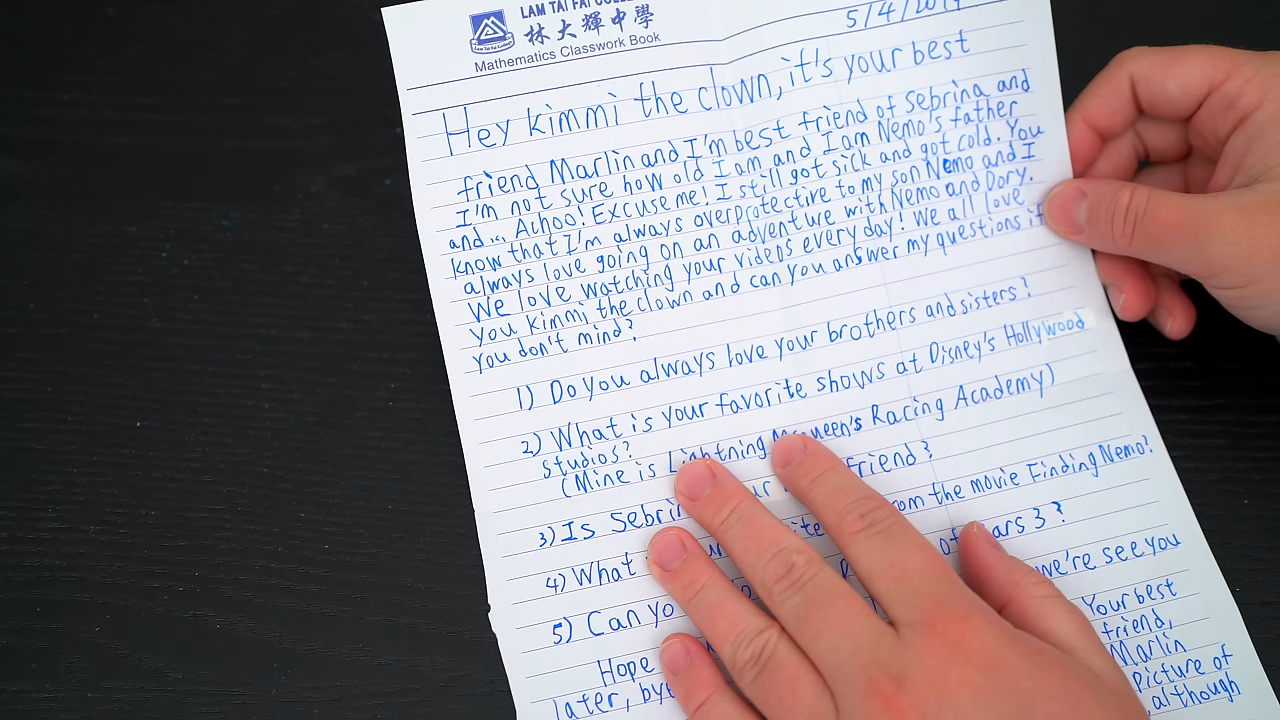 LAM TAI FAI
林大輝中學
Lam Tai Fai College
Mathematics Classwork Book
5/4/2019
Hey kimmi the clown, it's your best
friend Marlin and I'm best friend of Sebrina and
I'm not sure how old I am and I am Nemo's father
and... Achoo! Excuse me! I still got sick and got cold. You
know that I'm always overprotective to my son Nemo and I
always love going on an adventure with Nemo and Dory.
We love watching your videos every day! We all love
you kimmi the clown and can you answer my questions if
you don't mind?
1) Do you always love your brothers and sisters?
2) What is your favorite shows at Disney's Hollywood
studios?
(Mine is Lightning Mcqueen's Racing Academy)
3) Is friend?
4) What from the movie Finding Nemo?
5) Can of cars 3?
Hope we're see you
later,
Your best
friend,
Marlin
Picture of
, although